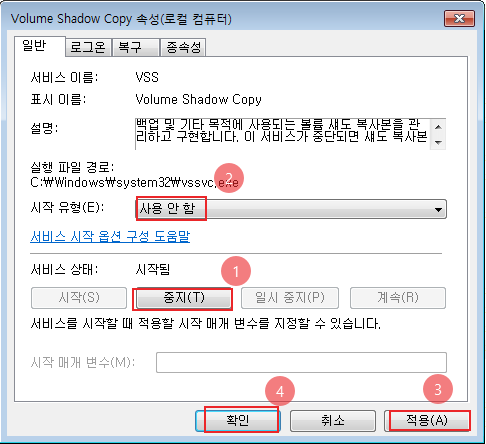 Volume Shadow Copy 속성(로컬 컴퓨터)
일반 로그온 복구 종속성
서비스 이름: VSS
표시 이름: Volume Shadow Copy
설명: 백업 및 기타 목적에 사용되는 볼륨 섀도 복사본을 관
리하고 구현합니다. 이 서비스가 중단되면 섀도 복사본
실행 파일 경로:
C:₩Windows₩system32₩vssvc.exe
2
시작 유형(E): 사용 안 함
서비스 시작 옵션 구성 도움말
1
서비스 상태: 시작됨
시작(S) 중지(T) 일시 중지(P) 계속(R)
서비스를 시작할 때 적용할 시작 매개 변수를 지정할 수 있습니다.
시작 매개 변수(M):
4 3
확인 취소 적용(A)